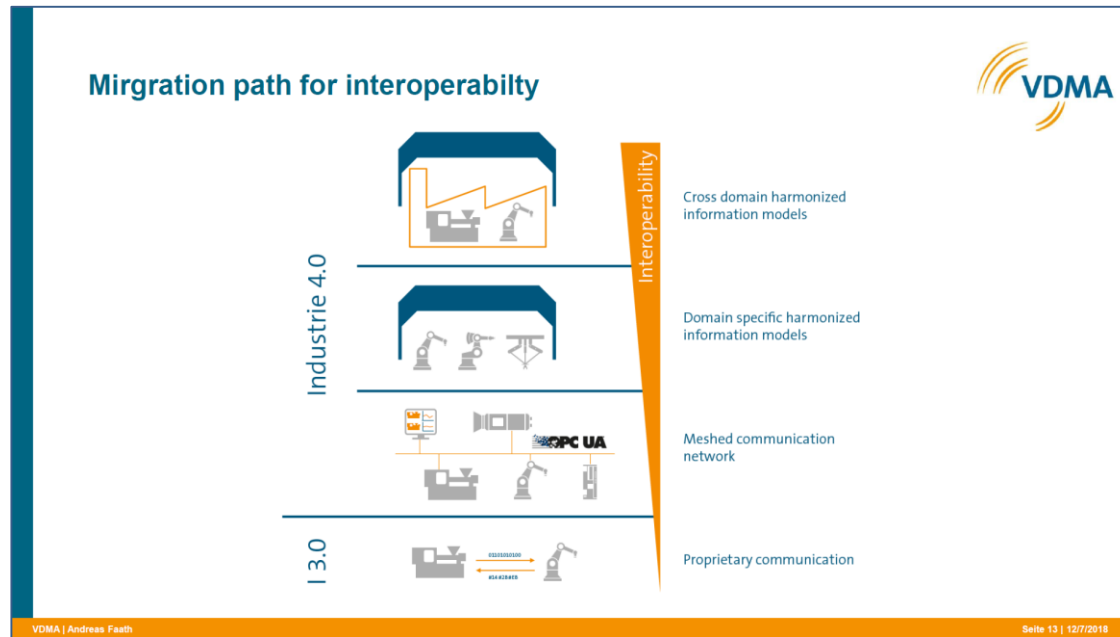 Mirgration path for interoperabilty
VDMA
Interoperability
Cross domain harmonized
information models
Industrie 4.0
Domain specific harmonized
information models
OPC UA
Meshed communication
network
I 3.0
01101010100
Proprietary communication
VDMA | Andreas Faath
Seite 13 | 12/7/2018